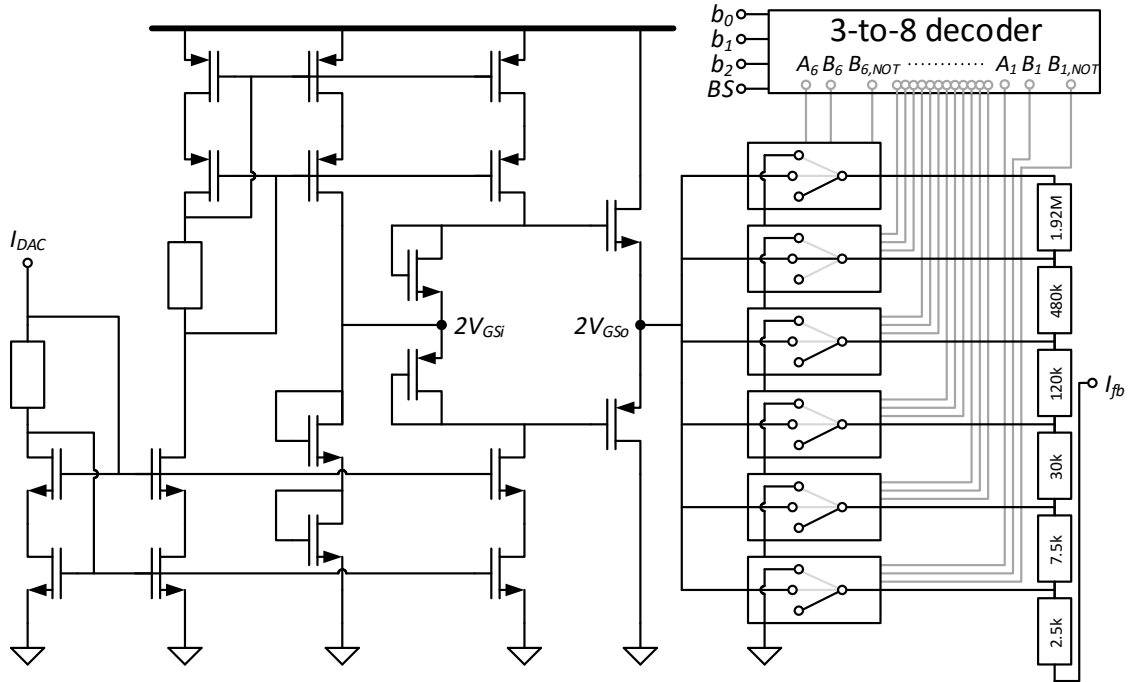 b0
b1
b2
BS
3-to-8 decoder
A6 B6 B6,NOT ............ A1 B1 B1,NOT
IDAC
2VGSi
2VGSo
1.92M
480k
120k
30k
7.5k
2.5k
Ifb